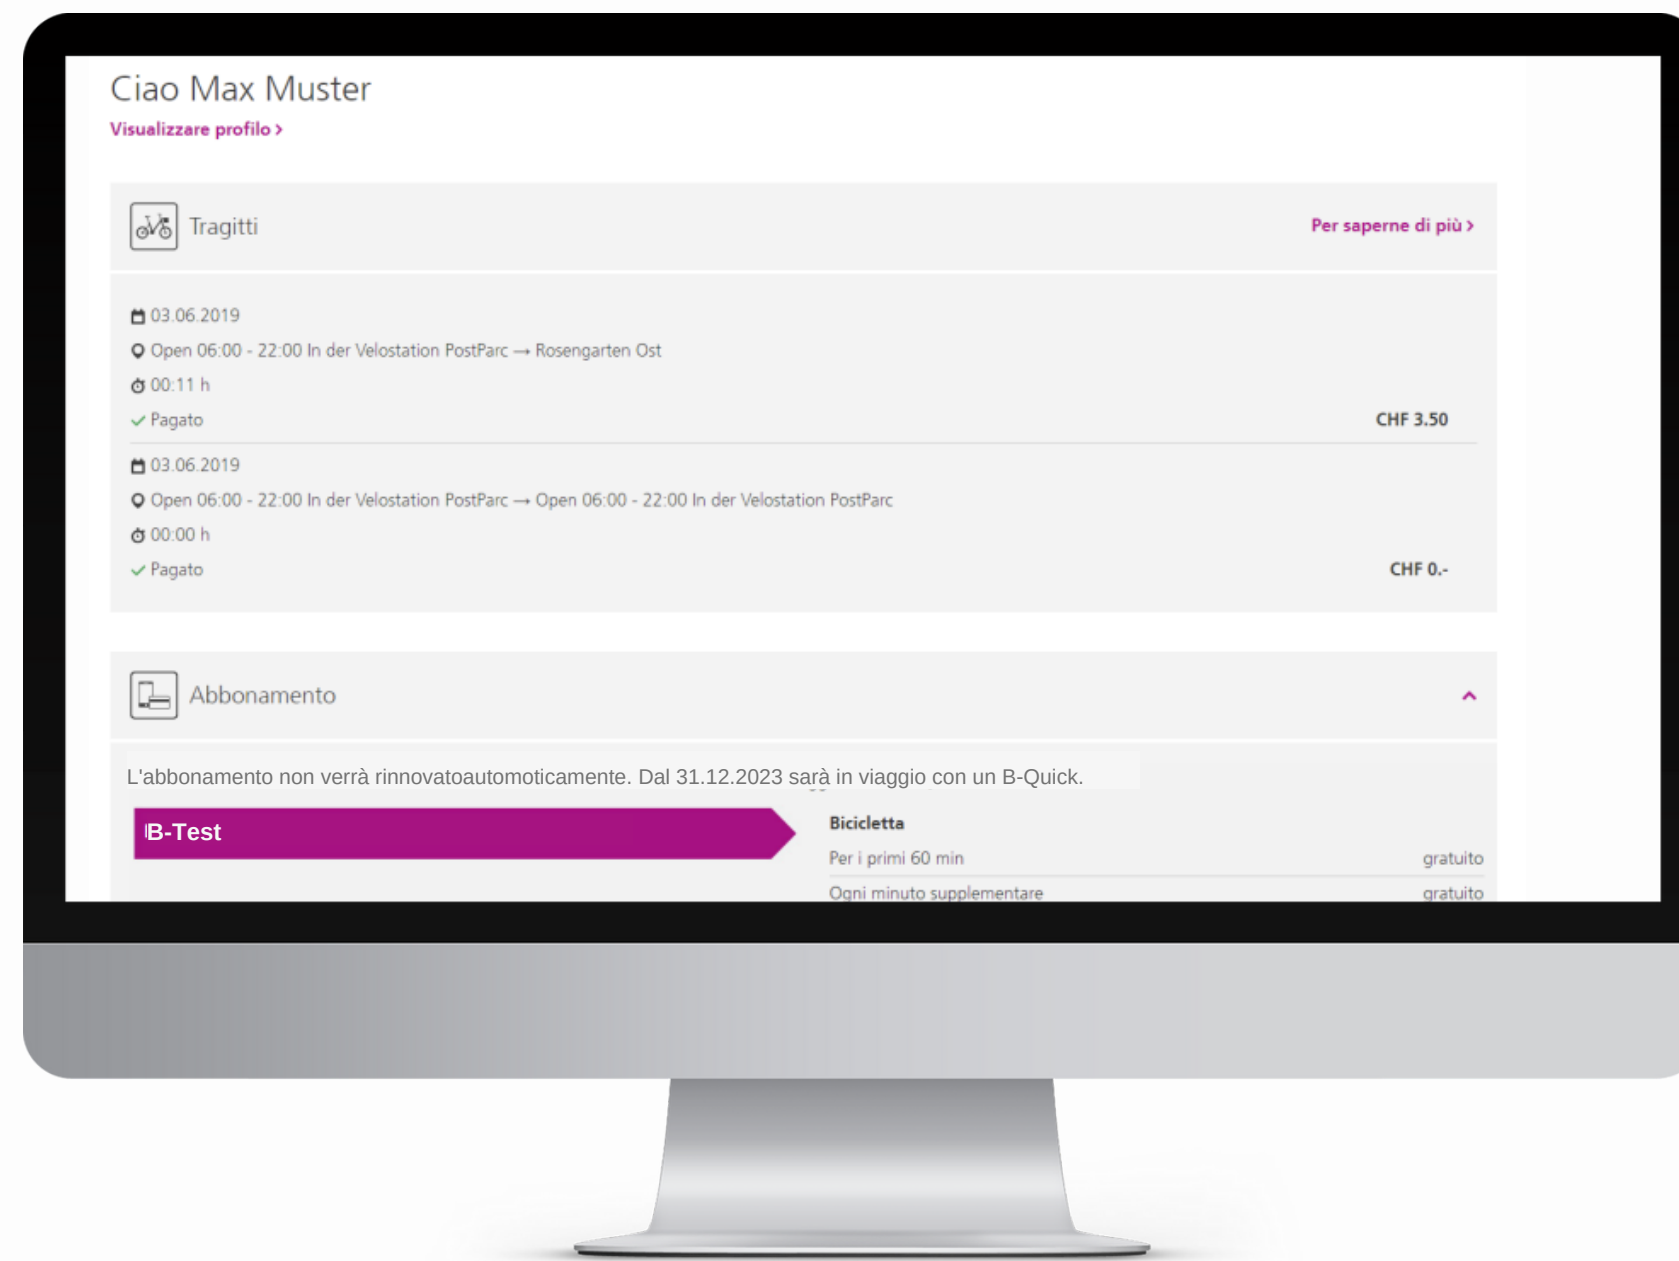 Ciao Max Muster
Visualizzare profilo >
Tragitti
Per saperne di più >
03.06.2019
Open 06:00 - 22:00 In der Velostation PostParc → Rosengarten Ost
00:11 h
Pagato
CHF 3.50
03.06.2019
Open 06:00 - 22:00 In der Velostation PostParc → Open 06:00 - 22:00 In der Velostation PostParc
00:00 h
Pagato
CHF 0.-
Abbonamento
L'abbonamento non verrà rinnovatoautomoticamente. Dal 31.12.2023 sarà in viaggio con un B-Quick.
B-Test
Bicicletta
Per i primi 60 min gratuito
Ogni minuto supplementare gratuito